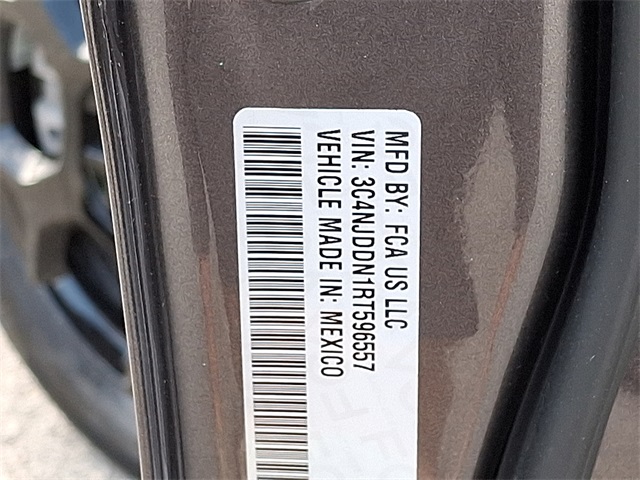 MFD BY: FCA US LLC
VIN: 3C4NJDDN1RT596557
VEHICLE MADE IN: MEXICO